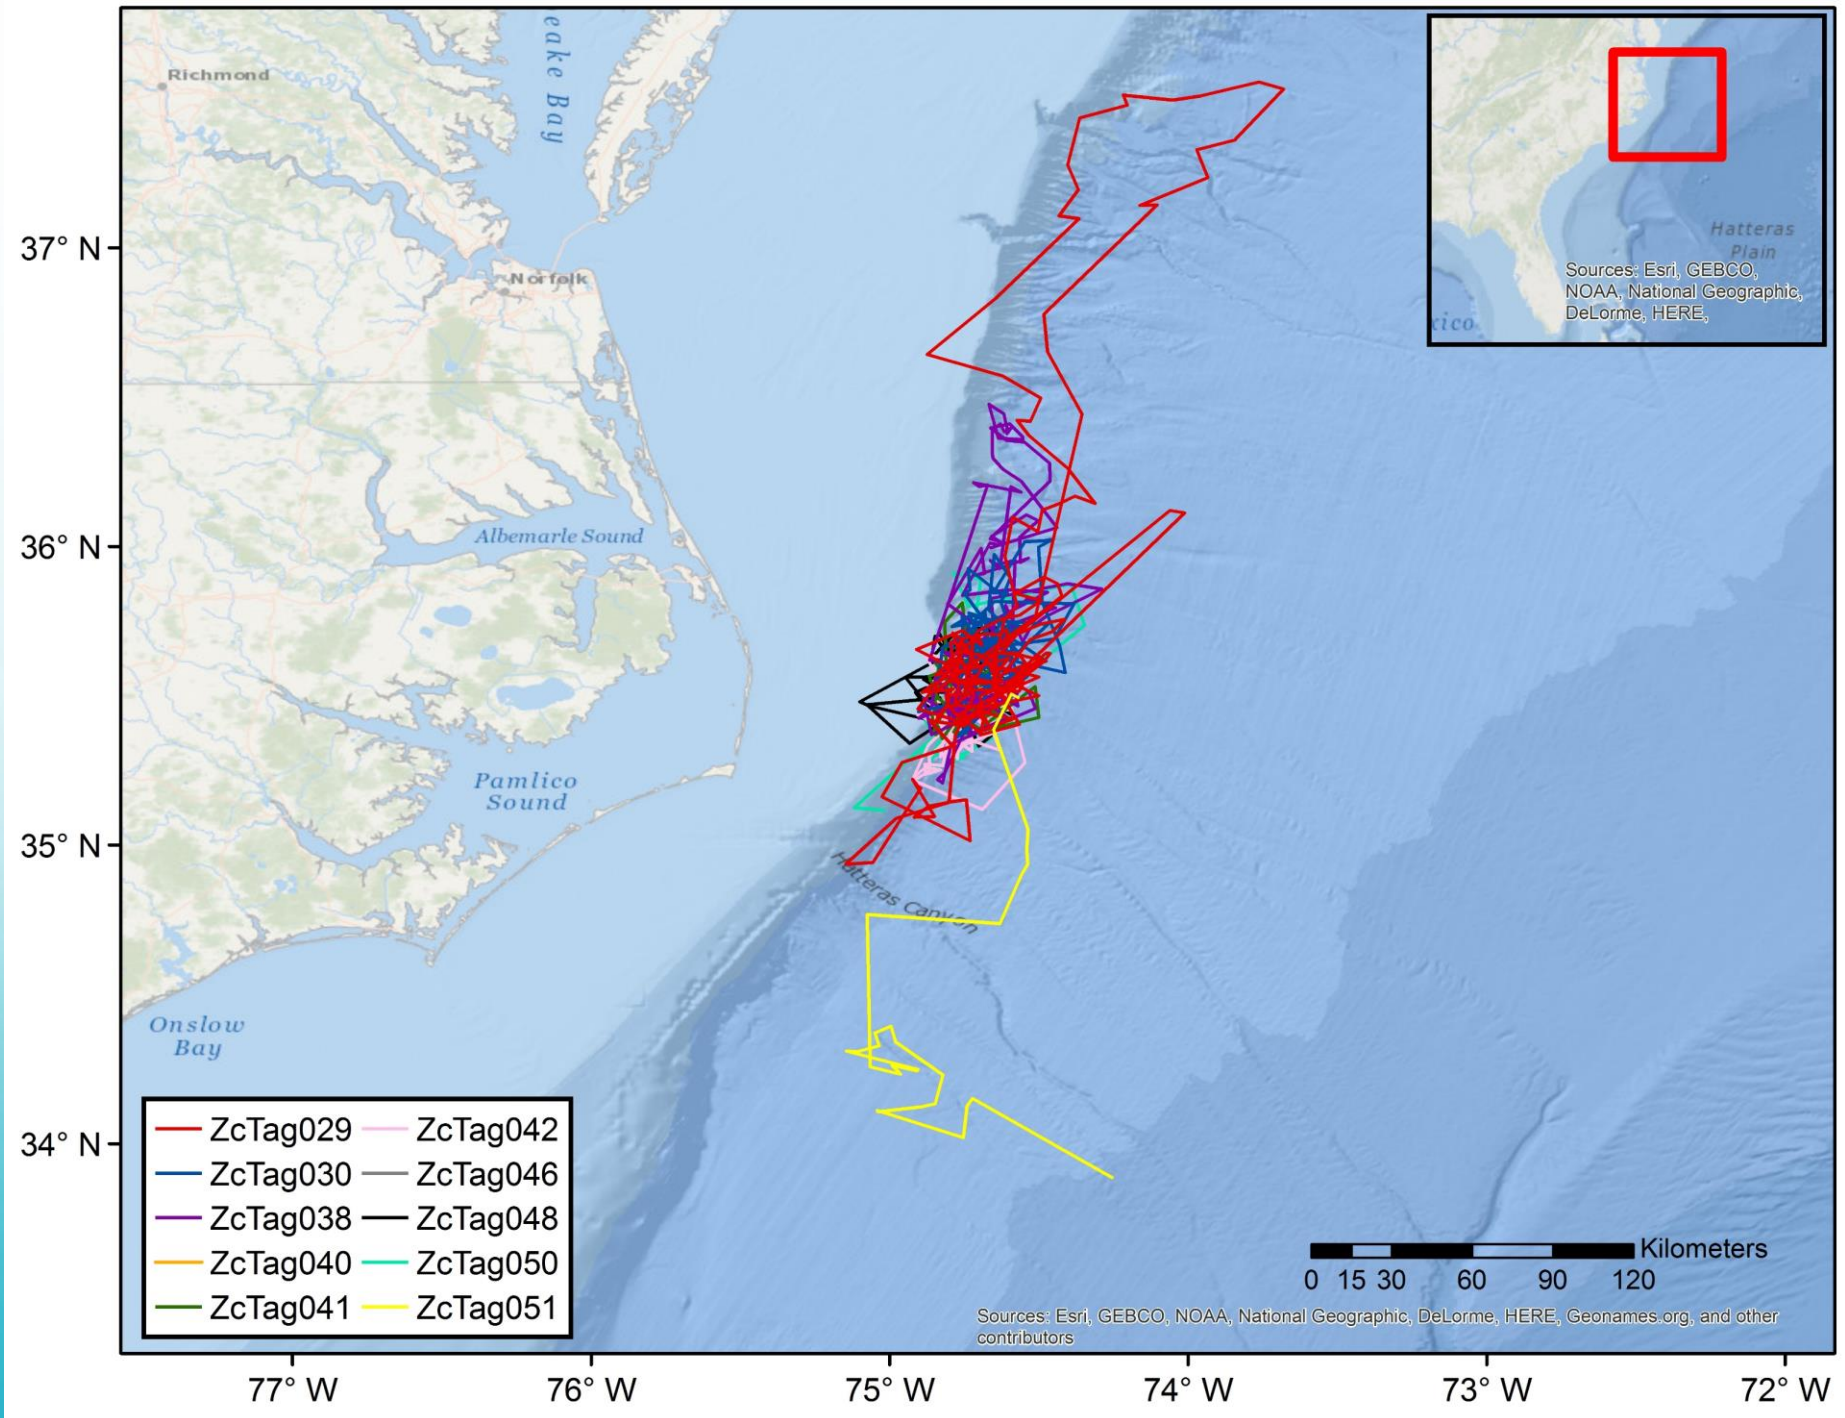 eake Bay
Richmond
Norfolk
Albemarle Sound
Pamlico
Sound
Onslow
Bay
Hatteras Canyon
Hatteras
Plain
xico
Sources: Esri, GEBCO,
NOAA, National Geographic,
DeLorme, HERE,
37° N
36° N
35° N
34° N
ZcTag029
ZcTag042
ZcTag030
ZcTag046
ZcTag038
ZcTag048
ZcTag040
ZcTag050
ZcTag041
ZcTag051
Kilometers
0 15 30 60 90 120
Sources: Esri, GEBCO, NOAA, National Geographic, DeLorme, HERE, Geonames.org, and other
contributors
77° W 76° W 75° W 74° W 73° W 72° W